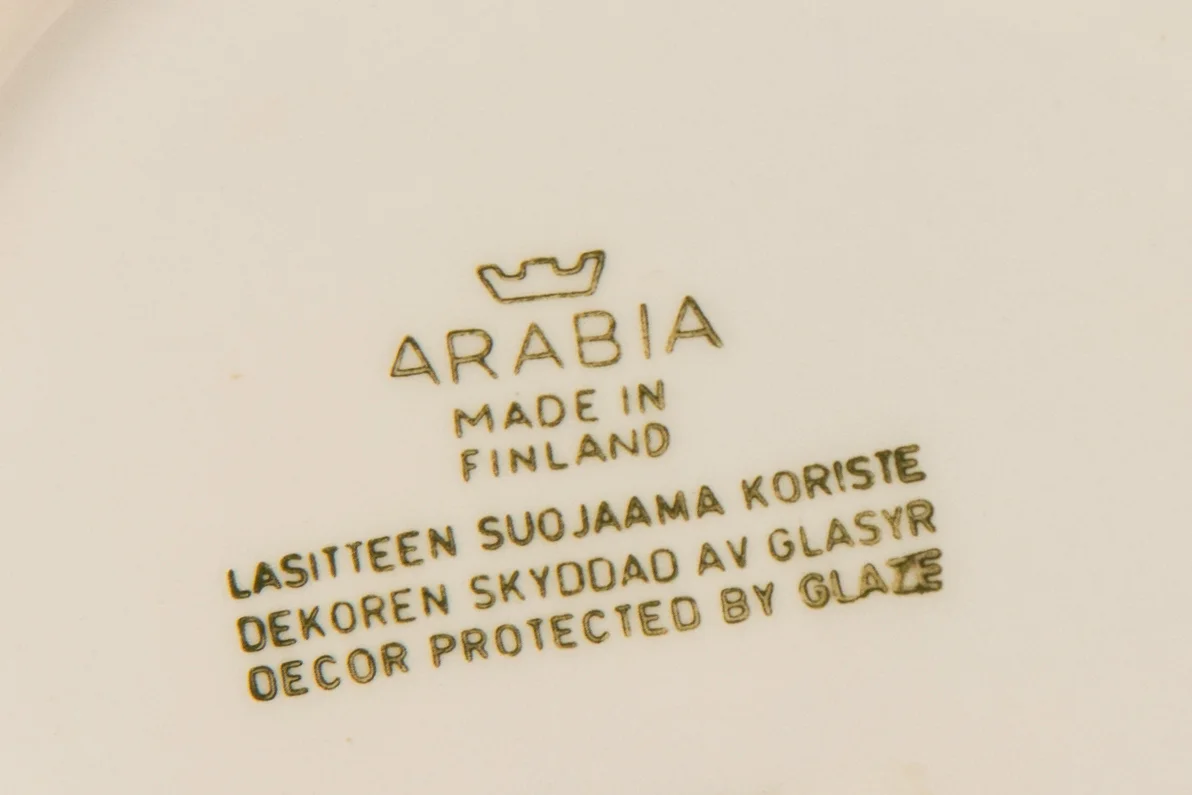 ARABIA
MADE IN
FINLAND
LASITTEEN SUOJAAMA KORISTE
DEKOREN SKYDDAD AV GLASYR
DECOR PROTECTED BY GLAZE